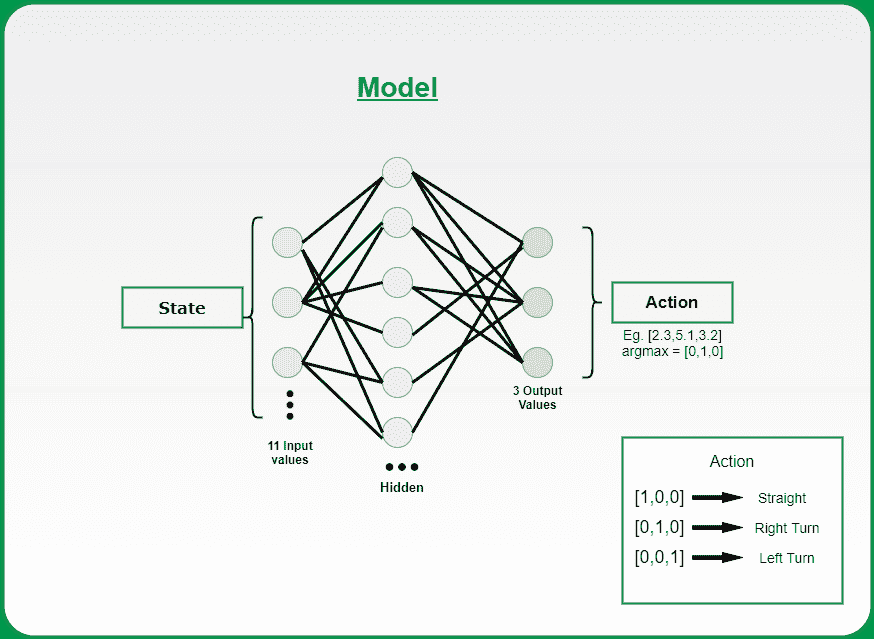 Model
State
Action
Eg. [2.3,5.1,3.2]
argmax = [0,1,0]
3 Output
Values
11 Input
values
Hidden
Action
[1,0,0] Straight
[0,1,0] Right Turn
[0,0,1] Left Turn